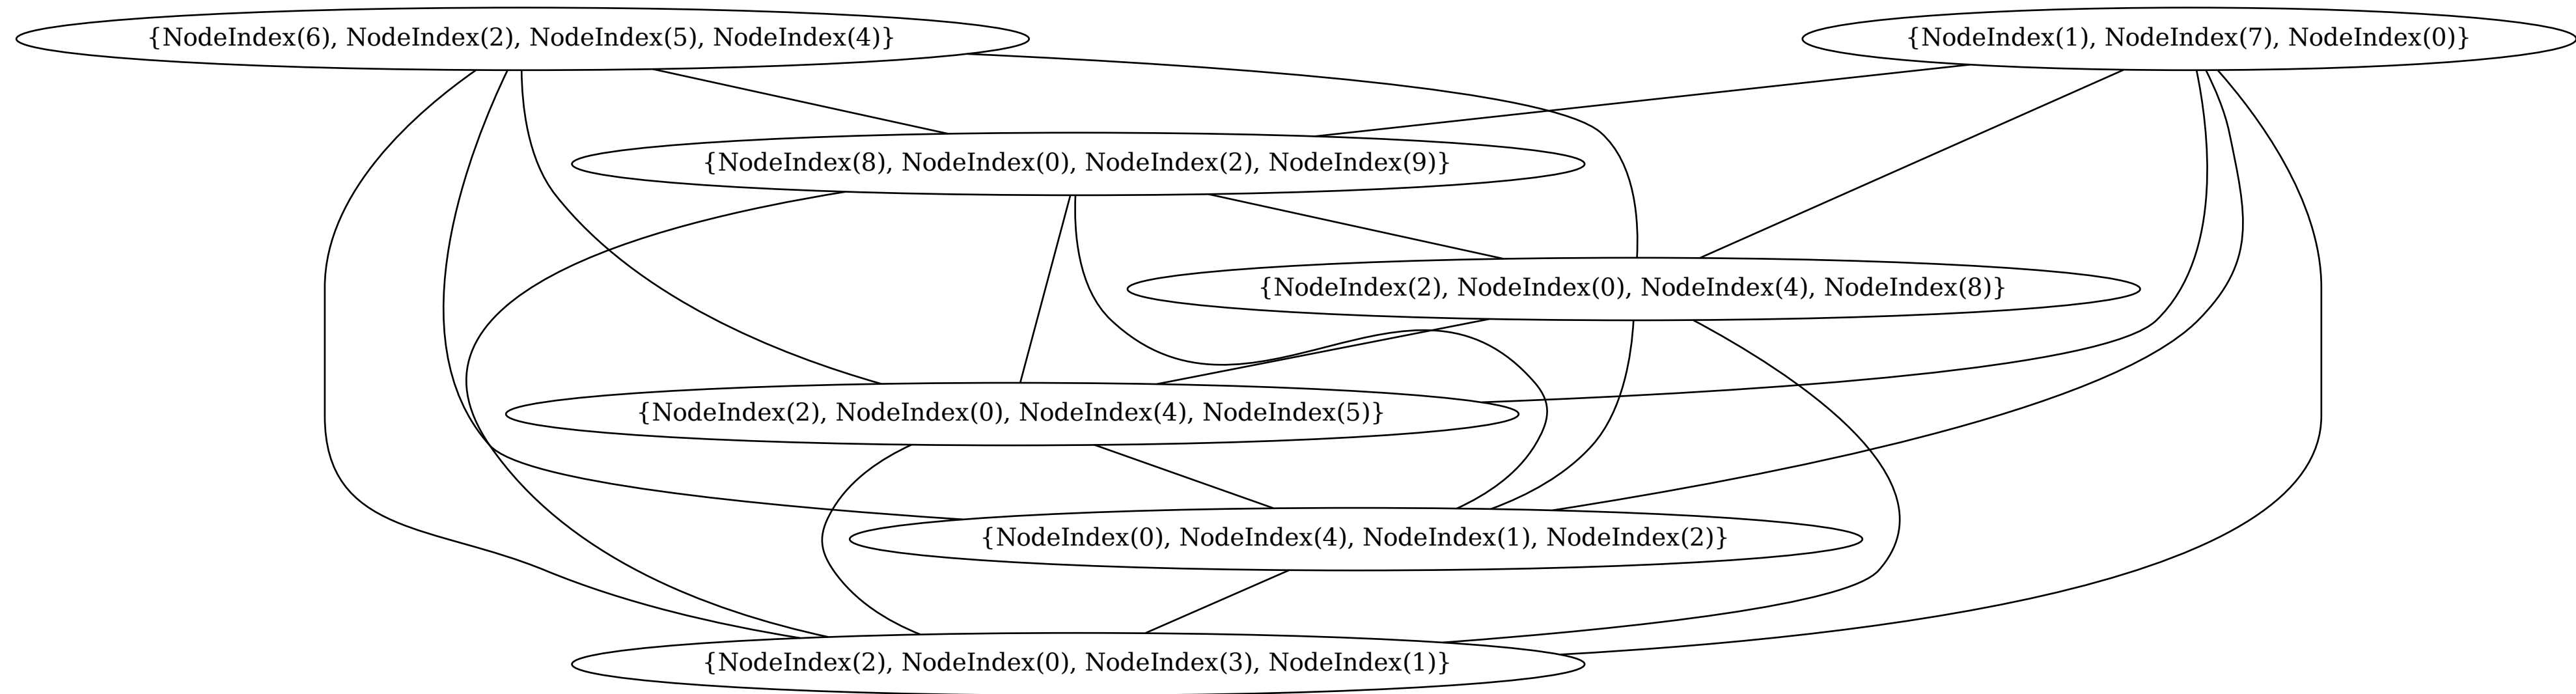 {NodeIndex(6), NodeIndex(2), NodeIndex(5), NodeIndex(4)}
{NodeIndex(1), NodeIndex(7), NodeIndex(0)}
{NodeIndex(8), NodeIndex(0), NodeIndex(2), NodeIndex(9)}
{NodeIndex(2), NodeIndex(0), NodeIndex(4), NodeIndex(8)}
{NodeIndex(2), NodeIndex(0), NodeIndex(4), NodeIndex(5)}
{NodeIndex(0), NodeIndex(4), NodeIndex(1), NodeIndex(2)}
{NodeIndex(2), NodeIndex(0), NodeIndex(3), NodeIndex(1)}